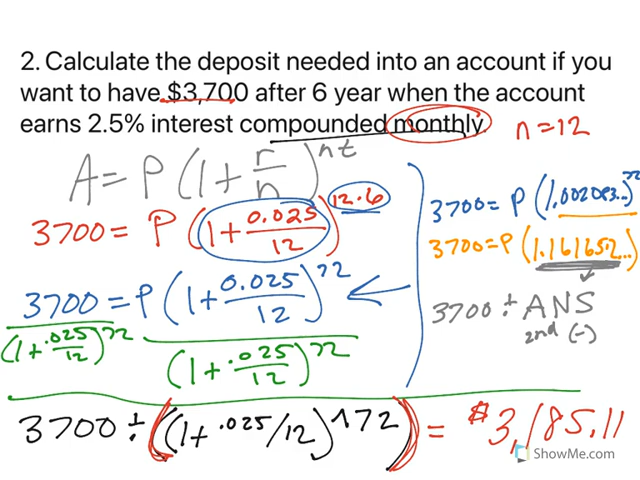 2. Calculate the deposit needed into an account if you
want to have $3,700 after 6 year when the account
earns 2.5% interest compounded monthly. n=12
A=P(1+r/n)^nt
3700=P(1+0.025/12)^12.6
3700=P(1+0.025/12)^72
(1+.025/12)^72 (1+.025/12)^72
3700=P(1.002083...)^72
3700=P(1.161652...)
3700÷ANS
2nd (-)
3700÷((1+.025/12)^72)=$3,185.11
ShowMe.com